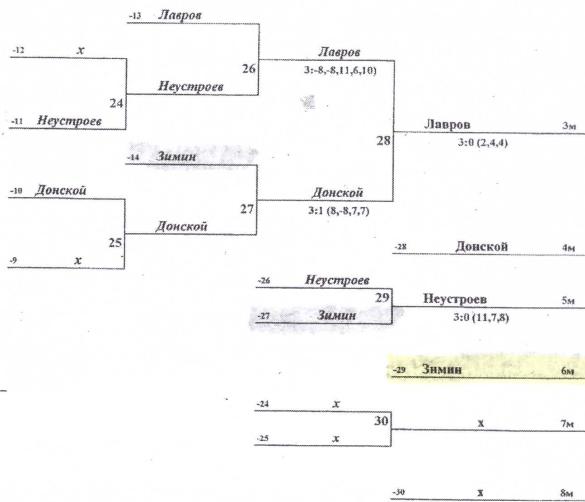 -13 Лавров
-12 x
Лавров
26
3:-8,-8,11,6,10)
Неустроев
24
-11 Неустроев
Лавров 3м
28
3:0 (2,4,4)
-14 Зимин
-10 Донской
Донской
27
3:1 (8,-8,7,7)
Донской
25
-28 Донской 4м
-9 x
-26 Неустроев
29
Неустроев 5м
-27 Зимин
3:0 (11,7,8)
-29 Зимин 6м
-24 x
30
x 7м
-25 x
-30 x 8м